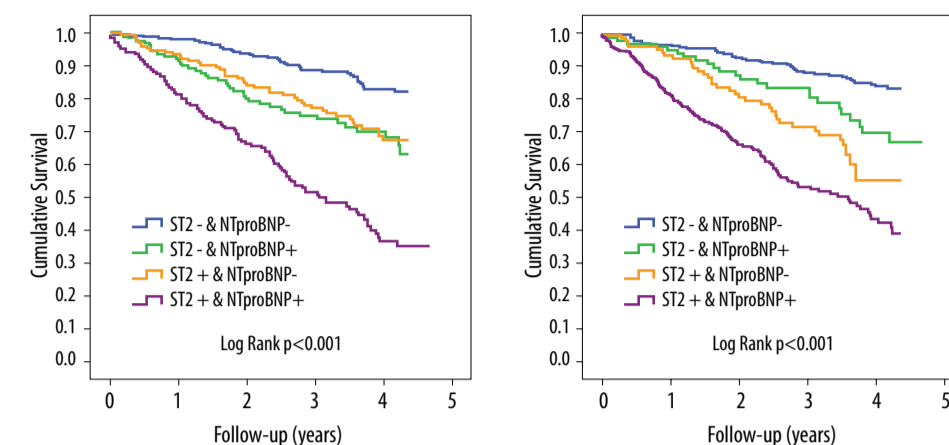 1.0
0.9
0.8
0.7
0.6
0.5
0.4
0.3
0.2
0.1
0.0
Cumulative Survival
ST2 - & NTproBNP-
ST2 - & NTproBNP+
ST2 + & NTproBNP-
ST2 + & NTproBNP+
Log Rank p<0.001
0 1 2 3 4 5
Follow-up (years)
1.0
0.9
0.8
0.7
0.6
0.5
0.4
0.3
0.2
0.1
0.0
Cumulative Survival
ST2 - & NTproBNP-
ST2 - & NTproBNP+
ST2 + & NTproBNP-
ST2 + & NTproBNP+
Log Rank p<0.001
0 1 2 3 4 5
Follow-up (years)